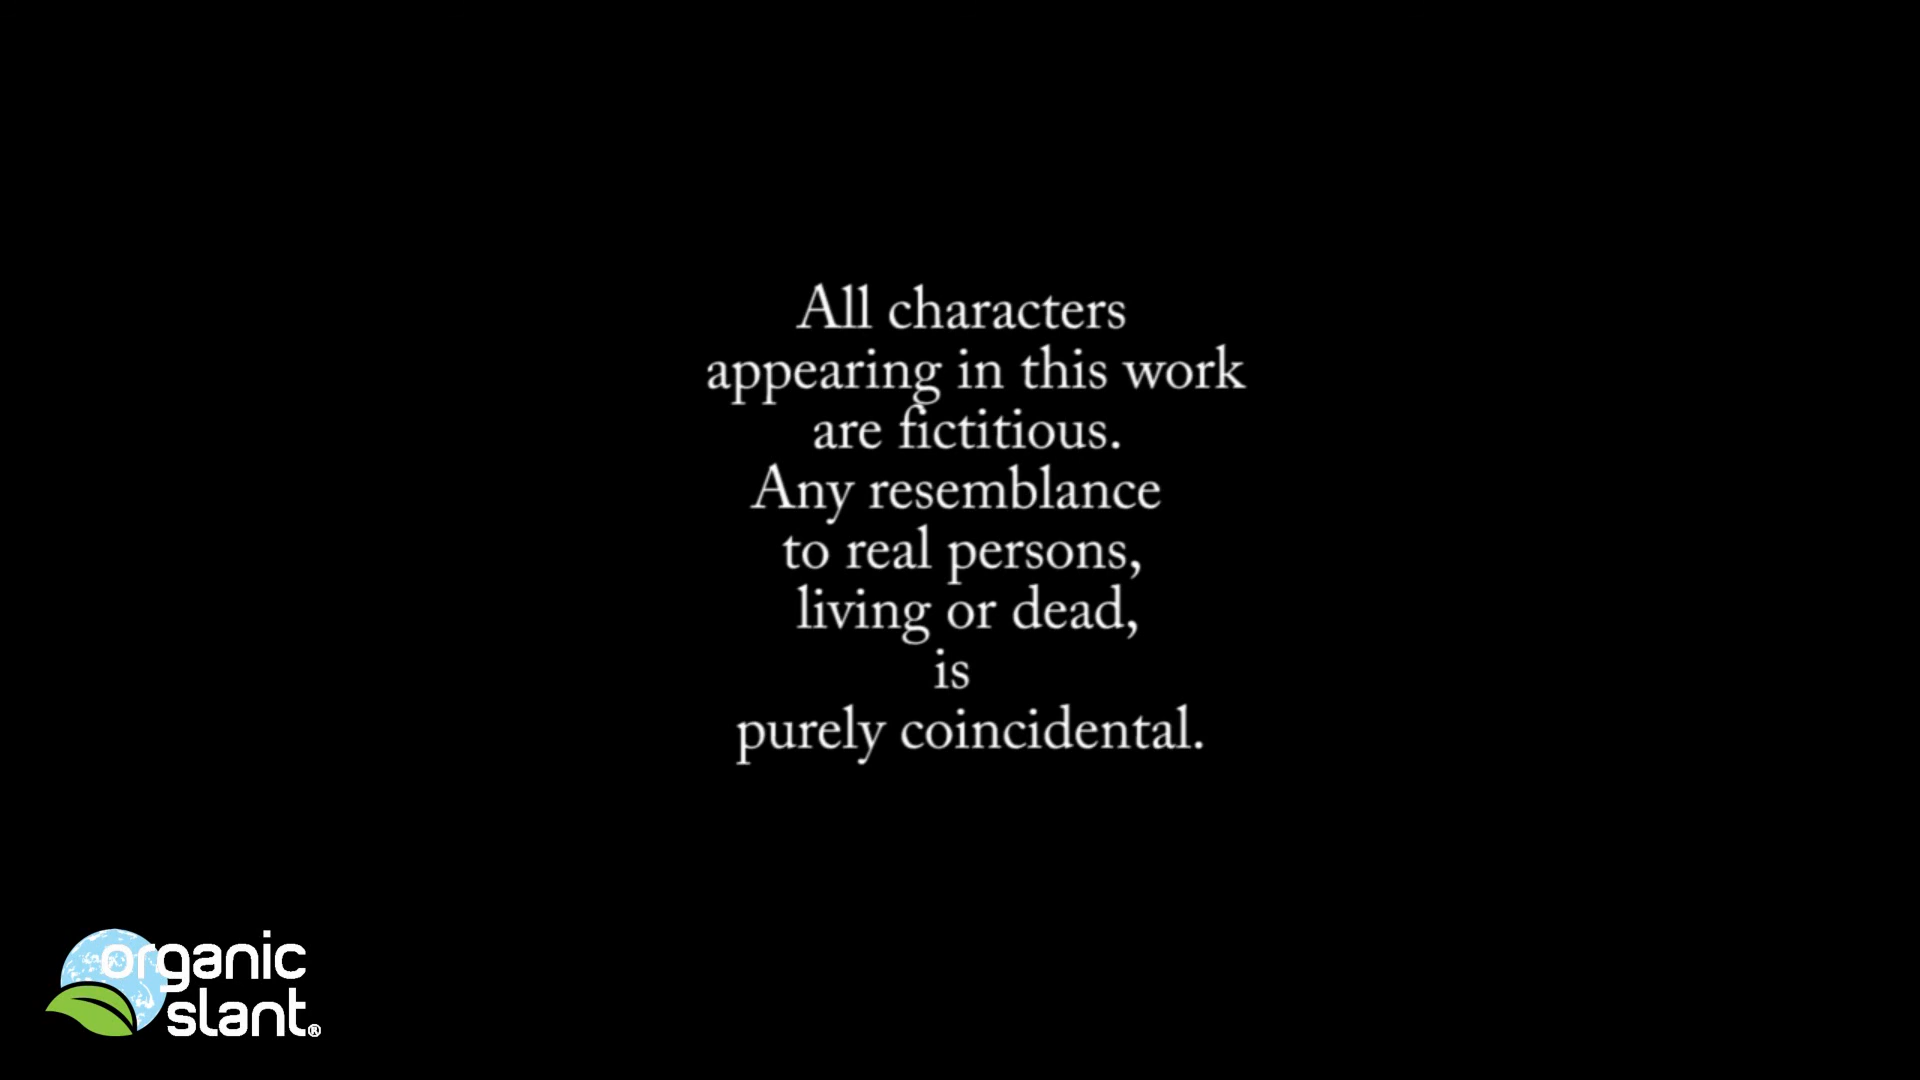 All characters
appearing in this work
are fictitious.
Any resemblance
to real persons,
living or dead,
is
purely coincidental.
organic
slant®